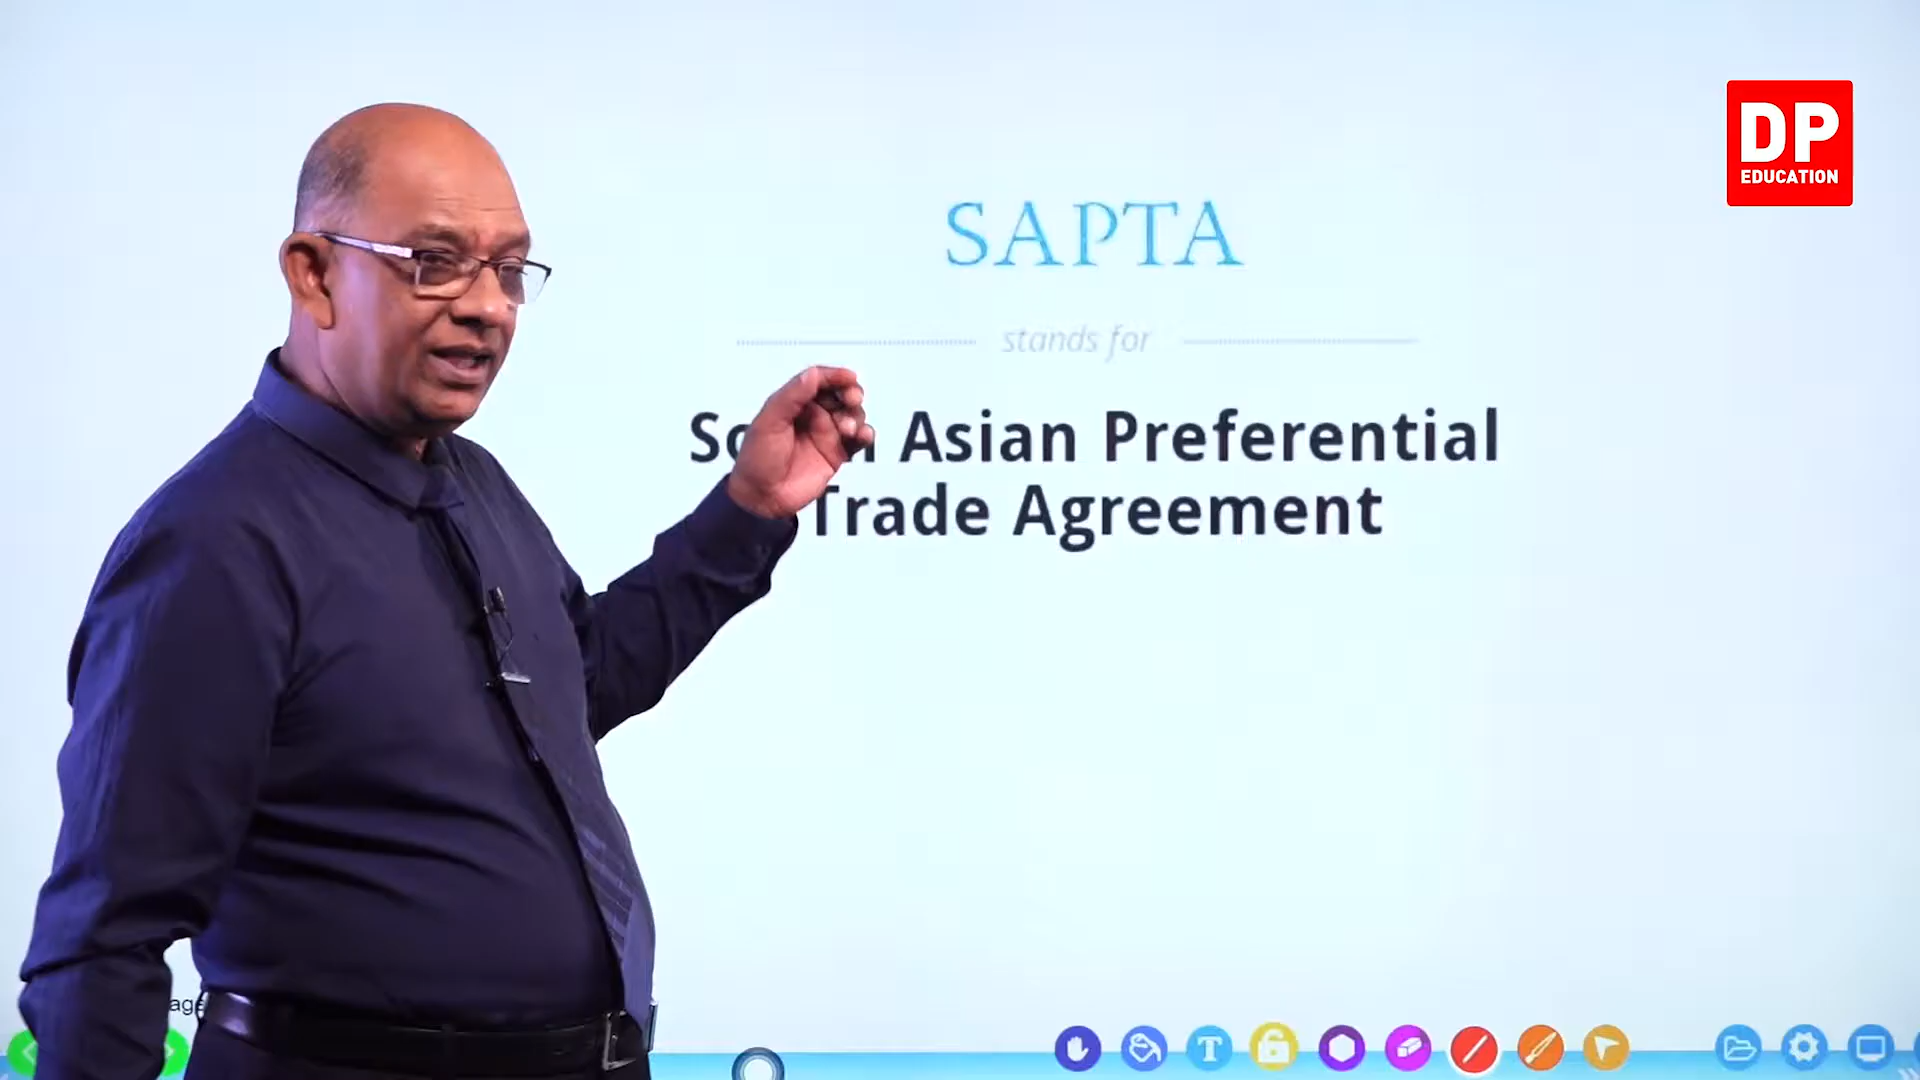 DP
EDUCATION
SAPTA
stands for
Asian Preferential
Trade Agreement